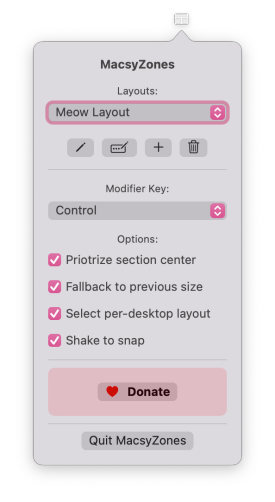 MacsyZones
Layouts:
Meow Layout
Modifier Key:
Control
Options:
Priotrize section center
Fallback to previous size
Select per-desktop layout
Shake to snap
Donate
Quit MacsyZones